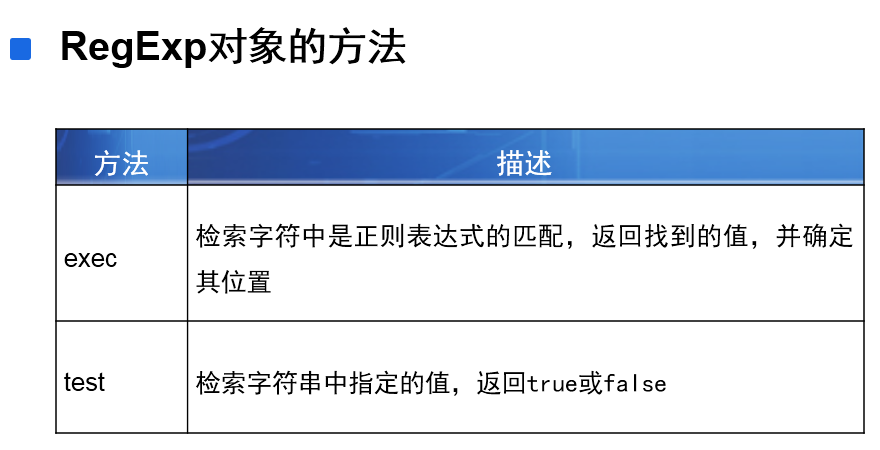 RegExp对象的方法
方法 描述
exec 检索字符中是正则表达式的匹配，返回找到的值，并确定
其位置
test 检索字符串中指定的值，返回true或false